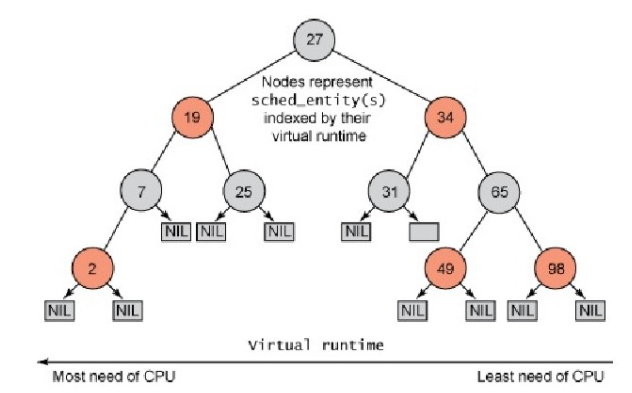 27
Nodes represent
sched_entity(s)
indexed by their
virtual runtime
19
34
7
25
31
65
NIL
NIL
NIL
NIL
2
49
98
NIL
NIL
NIL
NIL
NIL
NIL
Virtual runtime
Most need of CPU
Least need of CPU